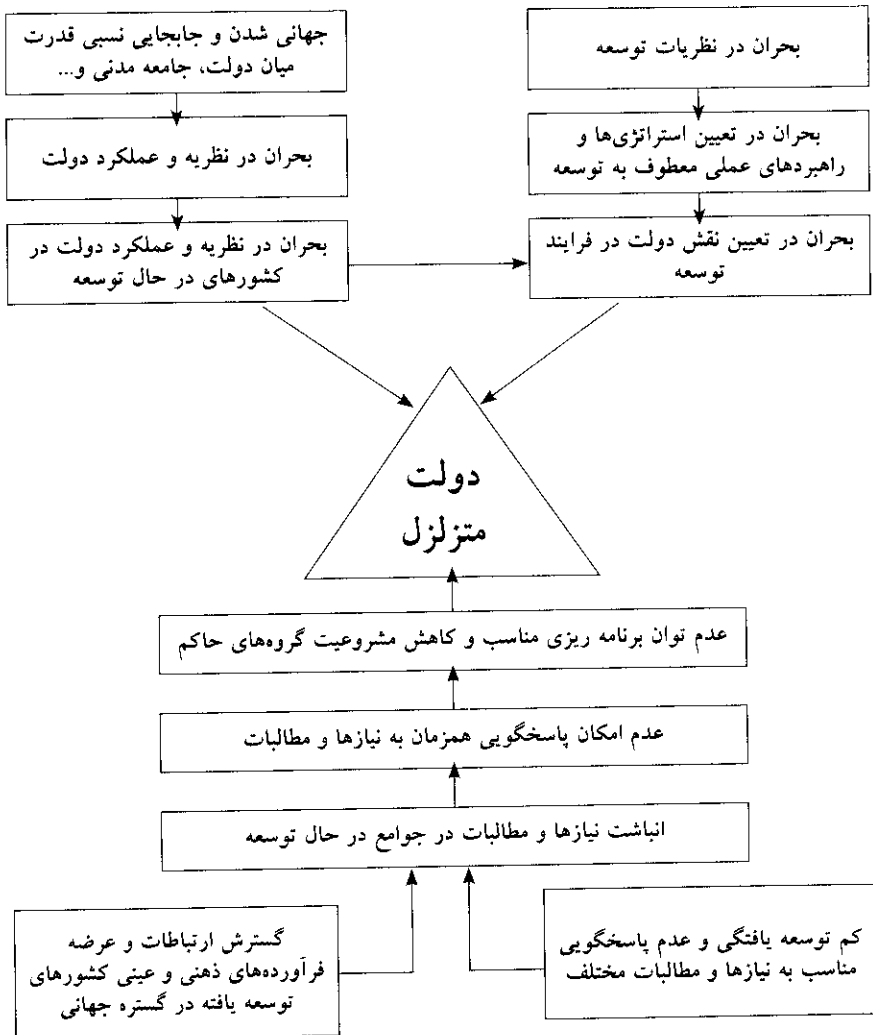 بحران در نظریات توسعه
بحران در تعیین استراتژی‌ها و
راهبردهای عملی معطوف به توسعه
بحران در تعیین نقش دولت در فرایند
توسعه
جهانی شدن و جابجایی نسبی قدرت
میان دولت، جامعه مدنی و...
بحران در نظریه و عملکرد دولت
بحران در نظریه و عملکرد دولت در
کشورهای در حال توسعه
دولت
متزلزل
عدم توان برنامه ریزی مناسب و کاهش مشروعیت گروه‌های حاکم
عدم امکان پاسخگویی همزمان به نیازها و مطالبات
انباشت نیازها و مطالبات در جوامع در حال توسعه
کم توسعه یافتگی و عدم پاسخگویی
مناسب به نیازها و مطالبات مختلف
گسترش ارتباطات و عرضه
فرآورده‌های ذهنی و عینی کشورهای
توسعه یافته در گستره جهانی